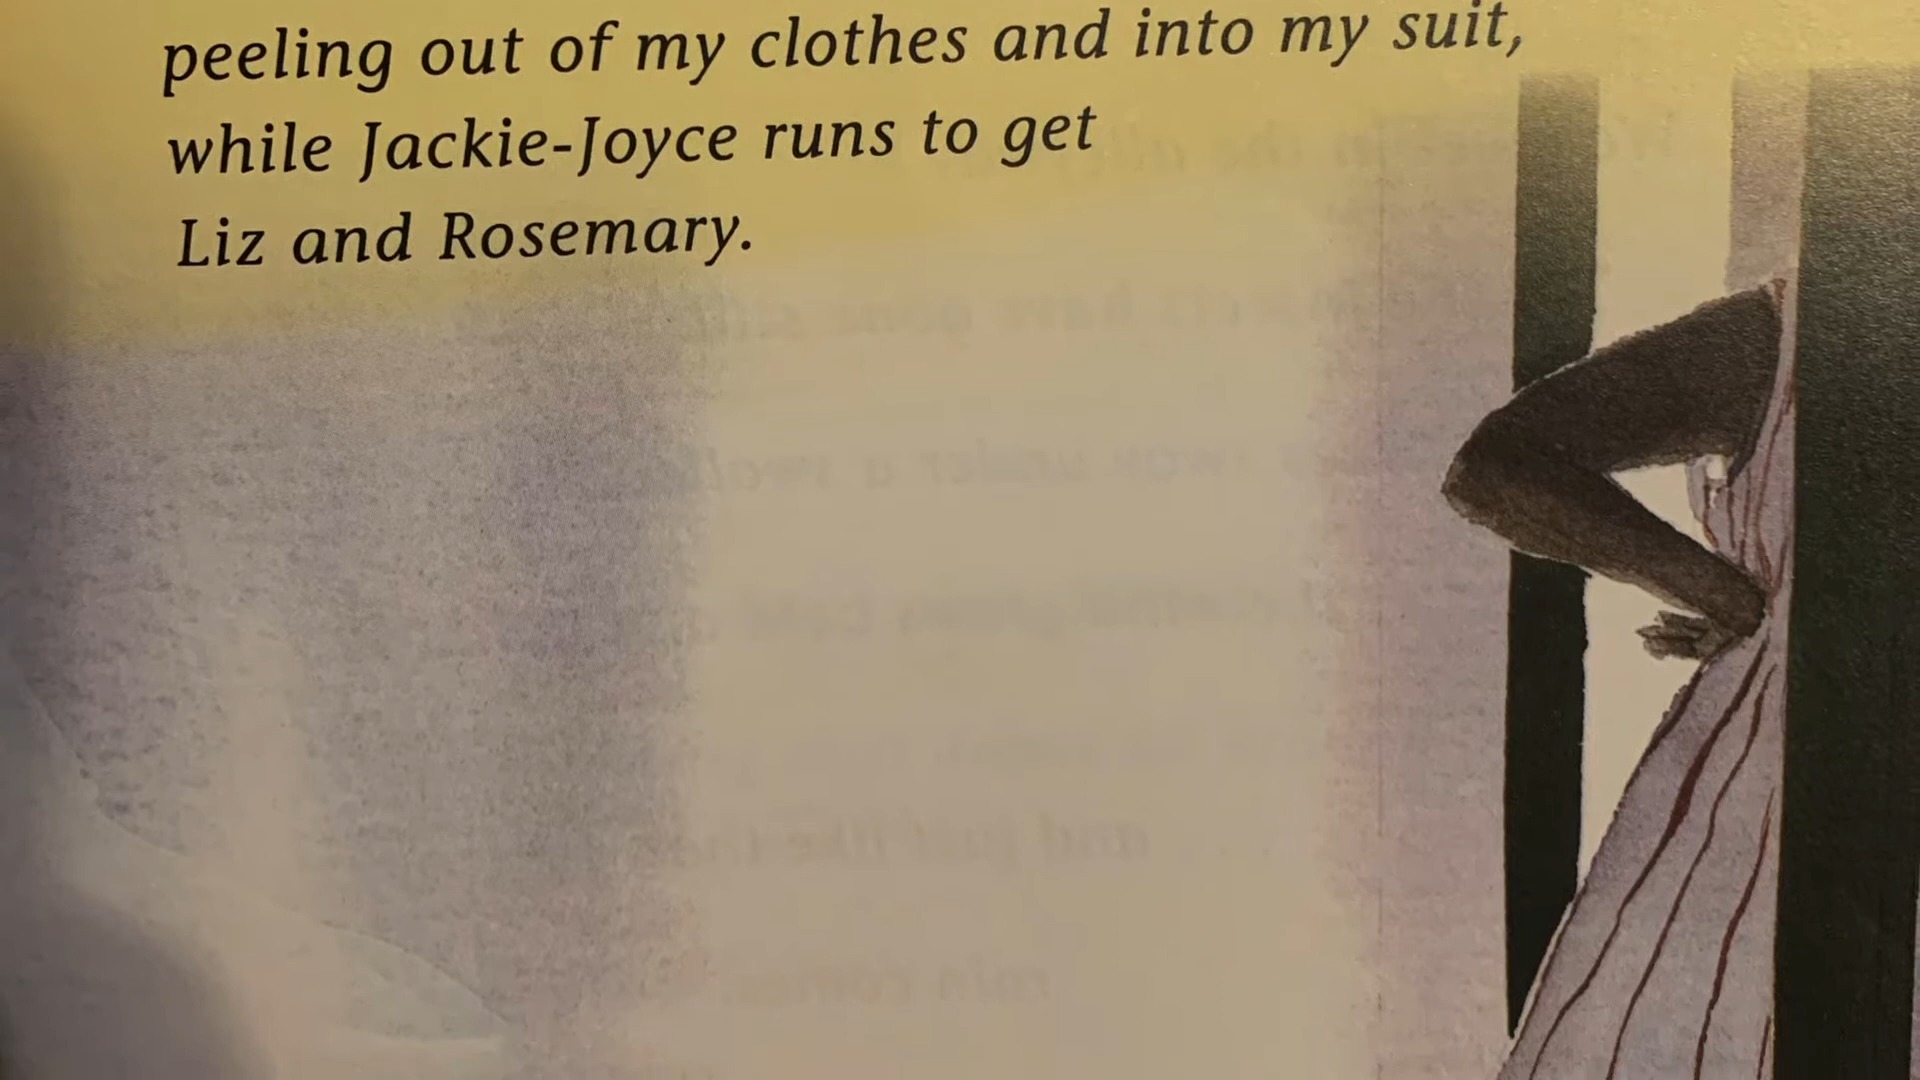 peeling out of my clothes and into my suit,
while Jackie-Joyce runs to get
Liz and Rosemary.